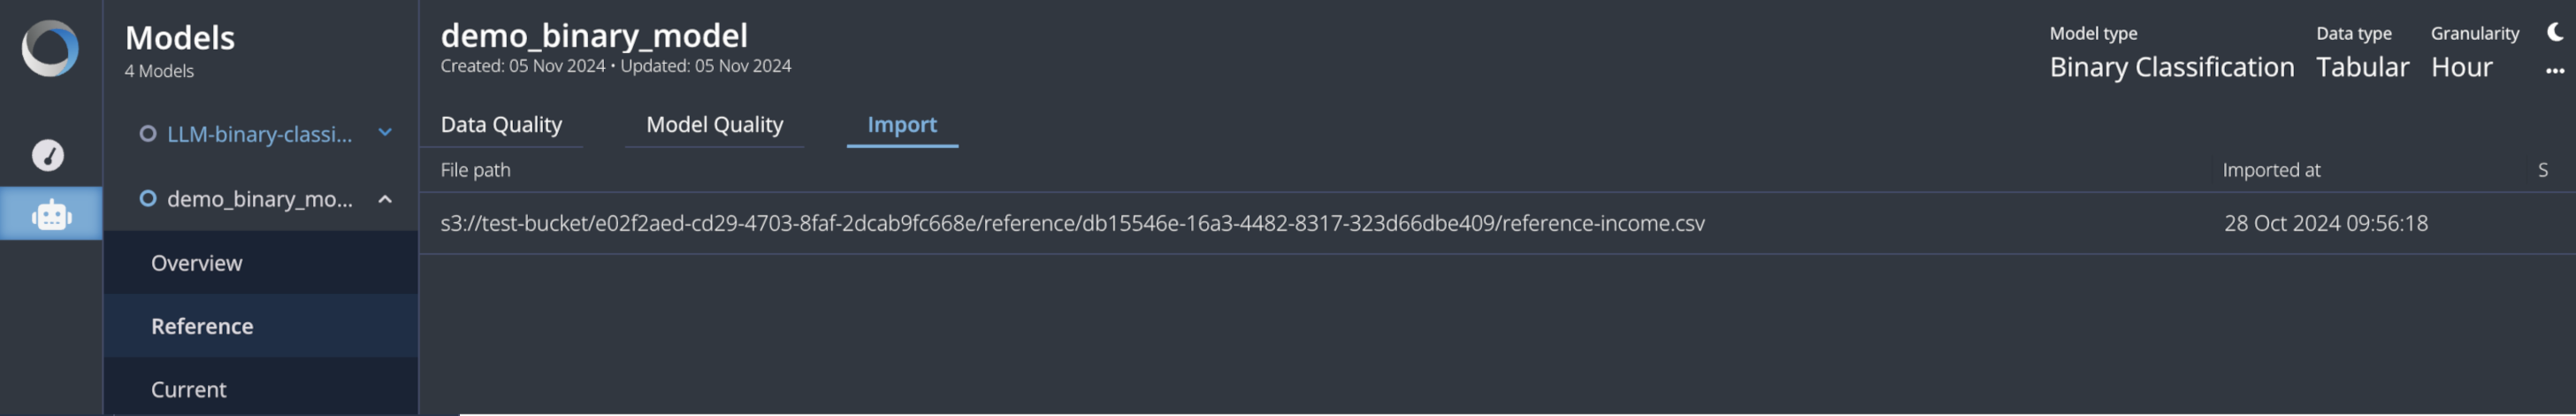 Models
4 Models
LLM-binary-classi...
demo_binary_mo...
Overview
Reference
Current
demo_binary_model
Created: 05 Nov 2024 • Updated: 05 Nov 2024
Model type Data type Granularity
Binary Classification Tabular Hour
Data Quality Model Quality Import
File path Imported at S
s3://test-bucket/e02f2aed-cd29-4703-8faf-2dcab9fc668e/reference/db15546e-16a3-4482-8317-323d66dbe409/reference-income.csv 28 Oct 2024 09:56:18